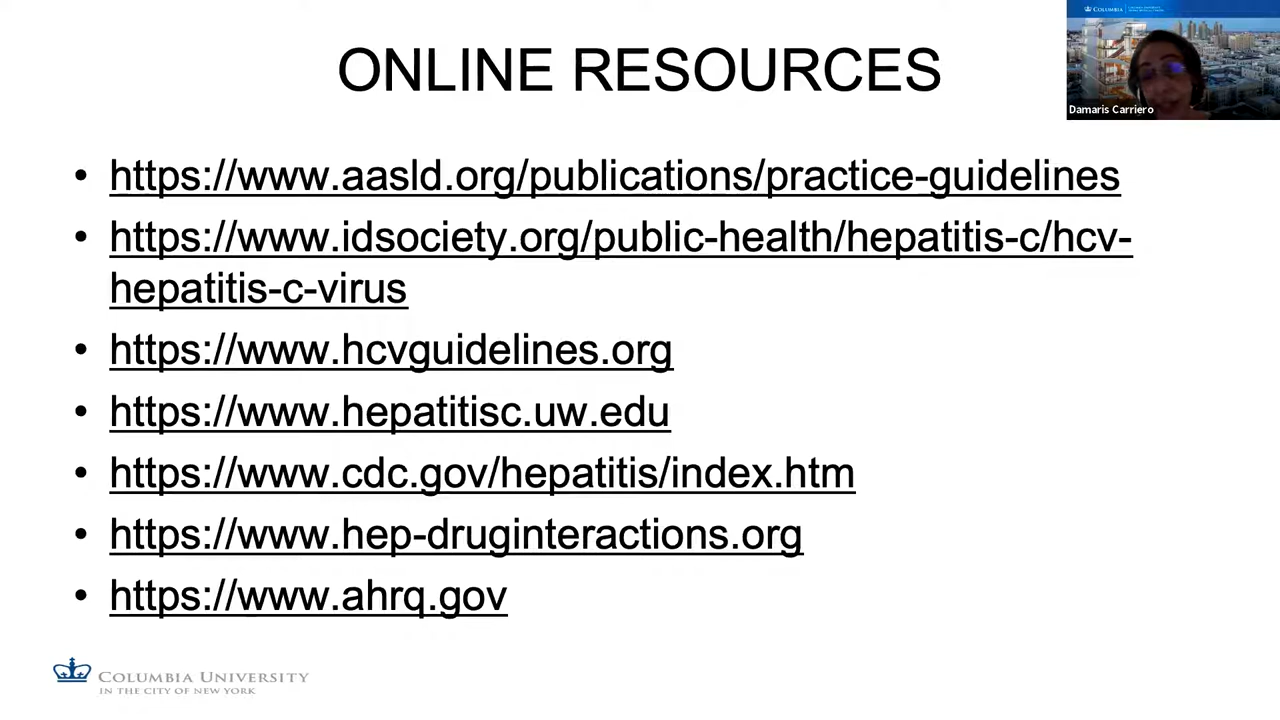 COLUMBIA UNIVERSITY
ONLINE RESOURCES
Damaris Carriero
• https://www.aasld.org/publications/practice-guidelines
• https://www.idsociety.org/public-health/hepatitis-c/hcv-
hepatitis-c-virus
• https://www.hcvguidelines.org
• https://www.hepatitisc.uw.edu
• https://www.cdc.gov/hepatitis/index.htm
• https://www.hep-druginteractions.org
• https://www.ahrq.gov
COLUMBIA UNIVERSITY
IN THE CITY OF NEW YORK